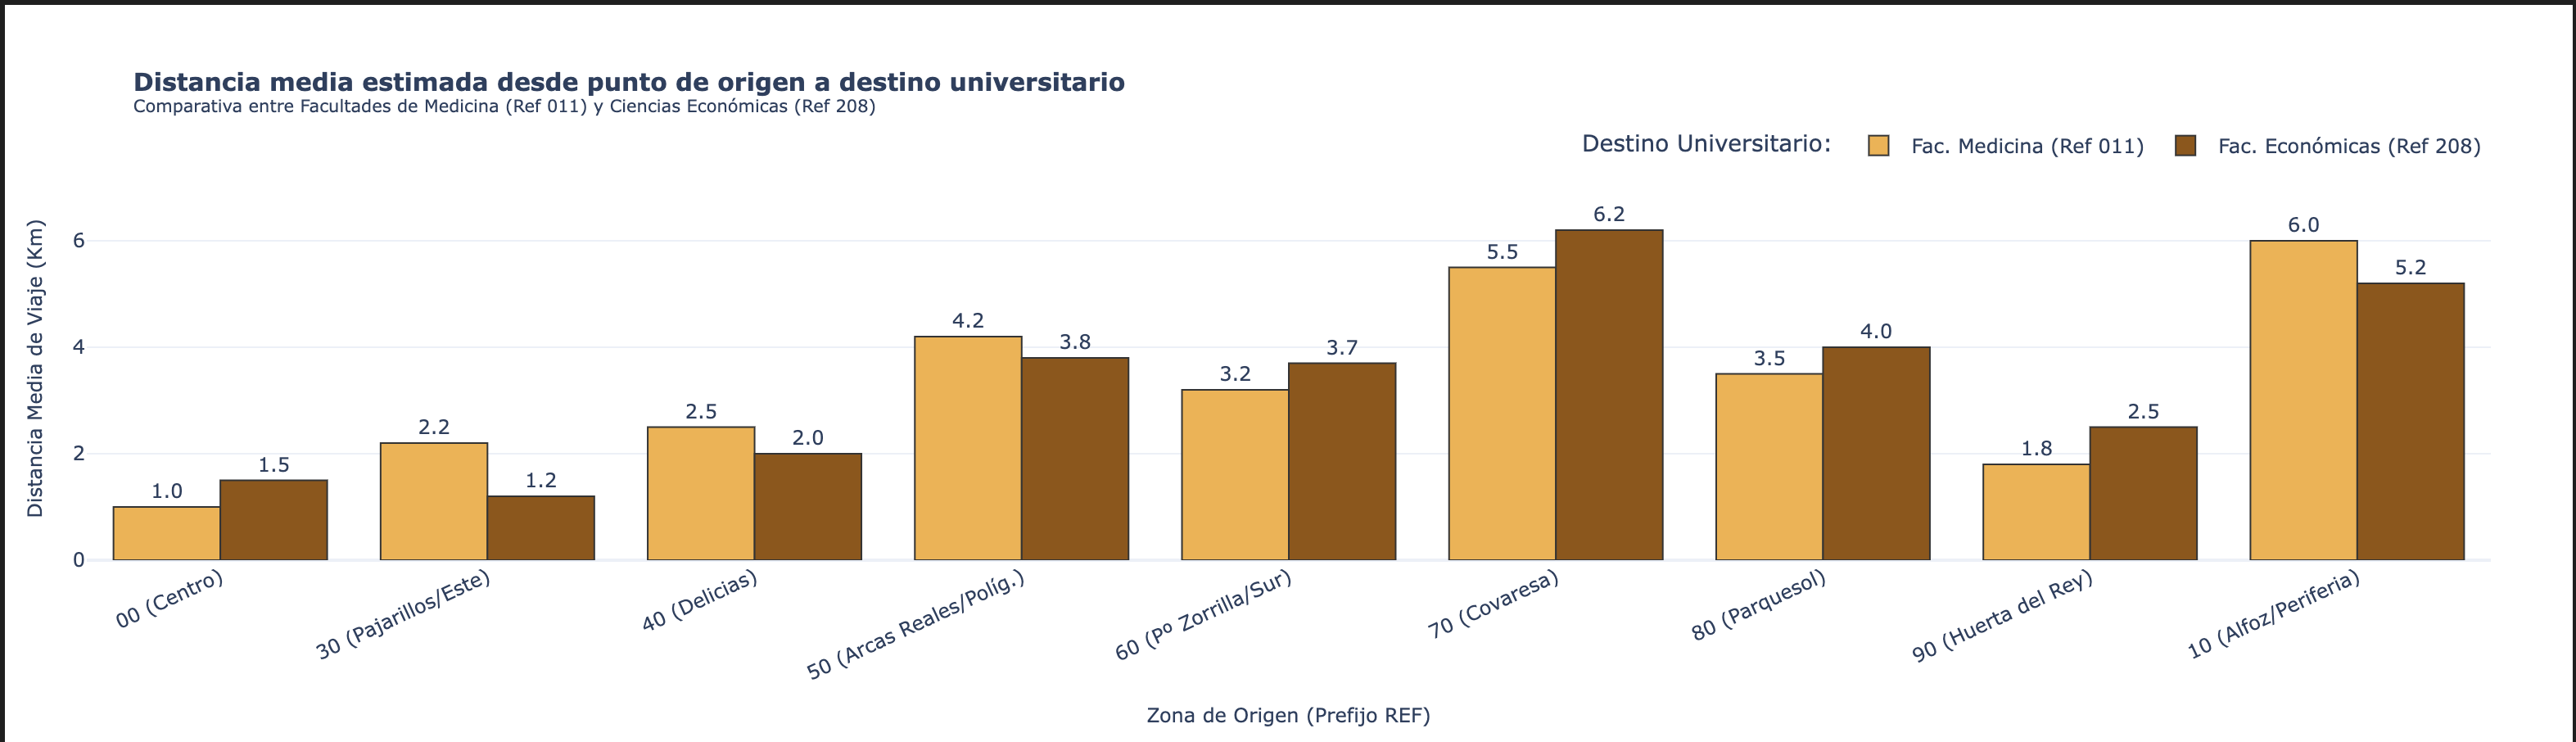 Distancia media estimada desde punto de origen a destino universitario
Comparativa entre Facultades de Medicina (Ref 011) y Ciencias Económicas (Ref 208)
Destino Universitario: Fac. Medicina (Ref 011) Fac. Económicas (Ref 208)
Distancia Media de Viaje (Km)
6
4
2
0
1.0 1.5
2.2 1.2
2.5 2.0
4.2 3.8
3.2 3.7
5.5 6.2
3.5 4.0
1.8 2.5
6.0 5.2
00 (Centro)
30 (Pajarillos/Este)
40 (Delicias)
50 (Arcas Reales/Políg.)
60 (Pº Zorrilla/Sur)
70 (Covaresa)
80 (Parquesol)
90 (Huerta del Rey)
10 (Alfoz/Periferia)
Zona de Origen (Prefijo REF)